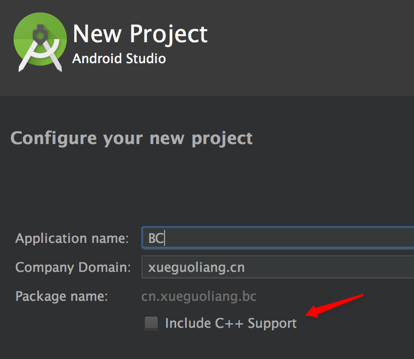 New Project
Android Studio
Configure your new project
Application name: BC
Company Domain: xueguoliang.cn
Package name: cn.xueguoliang.bc
Include C++ Support